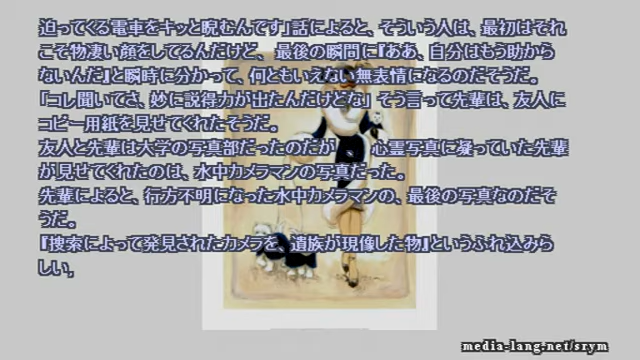 迫ってくる電車をキッと睨むんです」話によると、そういう人は、最初はそれ
こそ物凄い顔をしてるんだけど、最後の瞬間に『ああ、自分はもう助から
ないんだ』と瞬時に分かって、何ともいえない無表情になるのだそうだ。
「コレ聞いてさ、妙に説得力が出たんだけどな」そう言って先輩は、友人に
コピー用紙を見せてくれたそうだ。
友人と先輩は大学の写真部だったのだが 心霊写真に凝っていた先輩
が見せてくれたのは、水中カメラマンの写真だった。
先輩によると、行方不明になった水中カメラマンの、最後の写真なのだそ
うだ。
『捜索によって発見されたカメラを、遺族が現像した物』というふれ込みら
しい,
media-lang-net/srym